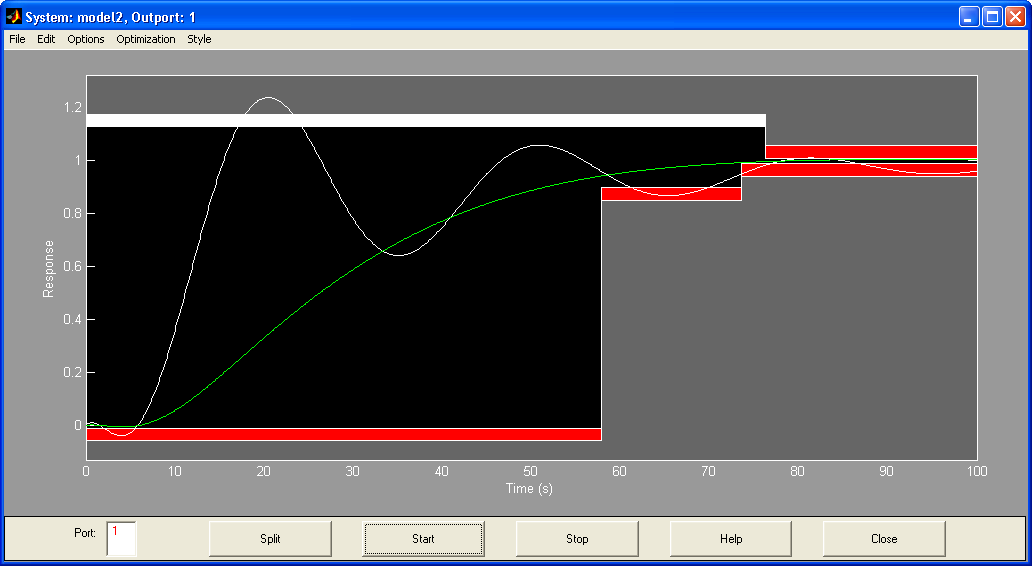 System: model2, Outport: 1
File Edit Options Optimization Style
1.2
1
0.8
0.6
0.4
0.2
0
Response
0 10 20 30 40 50 60 70 80 90 100
Time (s)
Port: 1 Split Start Stop Help Close